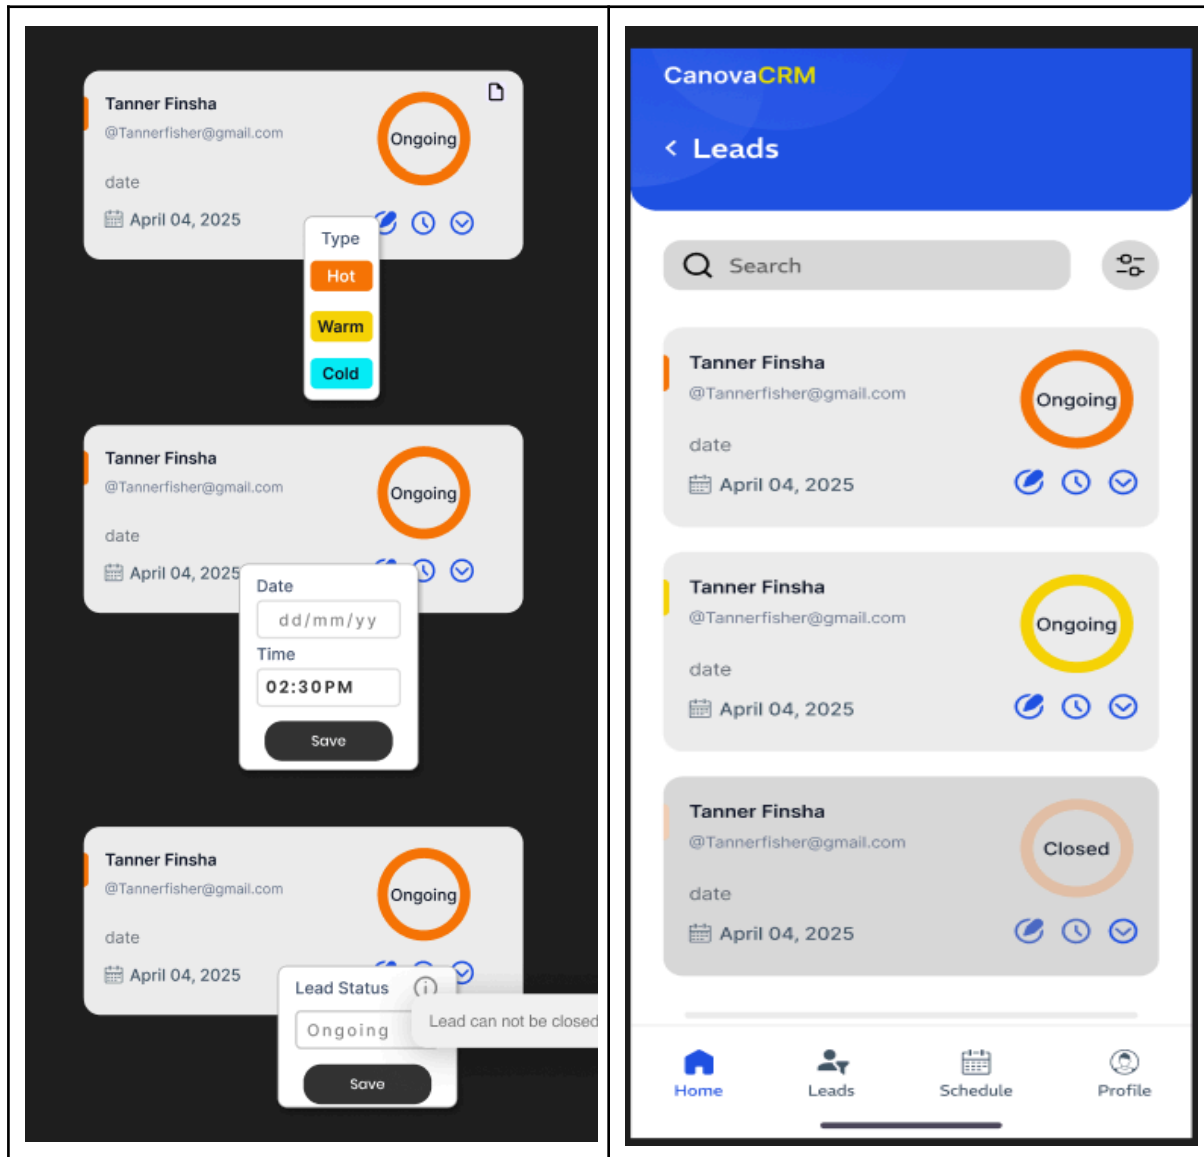 Tanner Finsha
@Tannerfisher@gmail.com
Ongoing
date
April 04, 2025
Type
Hot
Warm
Cold
Tanner Finsha
@Tannerfisher@gmail.com
Ongoing
date
April 04, 2025
Date
dd/mm/yy
Time
02:30PM
Save
Tanner Finsha
@Tannerfisher@gmail.com
Ongoing
date
April 04, 2025
Lead Status
Ongoing
Lead can not be closed
Save
CanovaCRM
< Leads
Search
Tanner Finsha
@Tannerfisher@gmail.com
Ongoing
date
April 04, 2025
Tanner Finsha
@Tannerfisher@gmail.com
Ongoing
date
April 04, 2025
Tanner Finsha
@Tannerfisher@gmail.com
Closed
date
April 04, 2025
Home Leads Schedule Profile